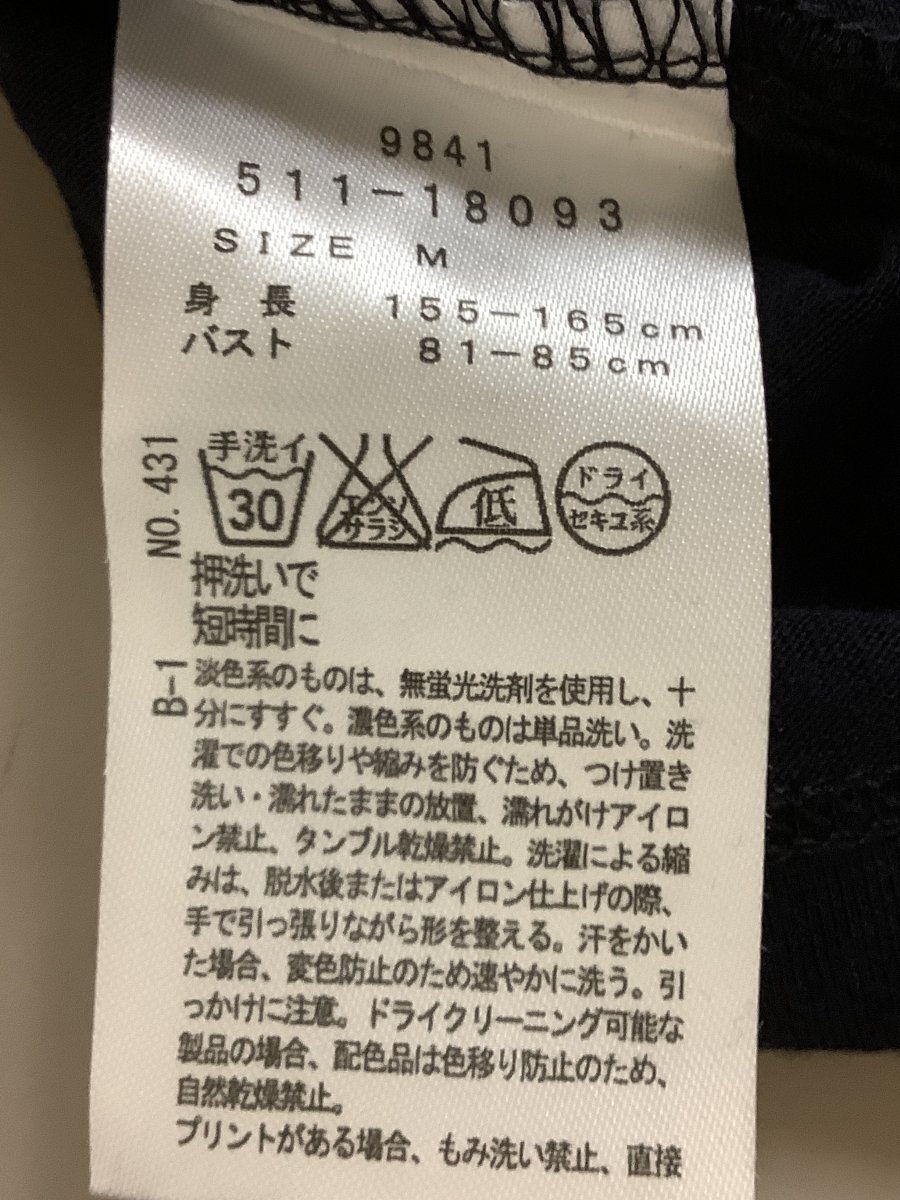 9841
511-18093
SIZE M
身長 155-165cm
バスト 81-85cm
NO. 431
手洗イ
30
エンソ
サラシ
低
ドライ
セキユ系
押洗いで
短時間に
B-1
淡色系のものは、無蛍光洗剤を使用し、十
分にすすぐ。濃色系のものは単品洗い。洗
濯での色移りや縮みを防ぐため、つけ置き
洗い・濡れたままの放置、濡れがけアイロ
ン禁止、タンブル乾燥禁止。洗濯による縮
みは、脱水後またはアイロン仕上げの際、
手で引っ張りながら形を整える。汗をかい
た場合、変色防止のため速やかに洗う。引
っかけに注意。ドライクリーニング可能な
製品の場合、配色品は色移り防止のため、
自然乾燥禁止。
プリントがある場合、もみ洗い禁止、直接